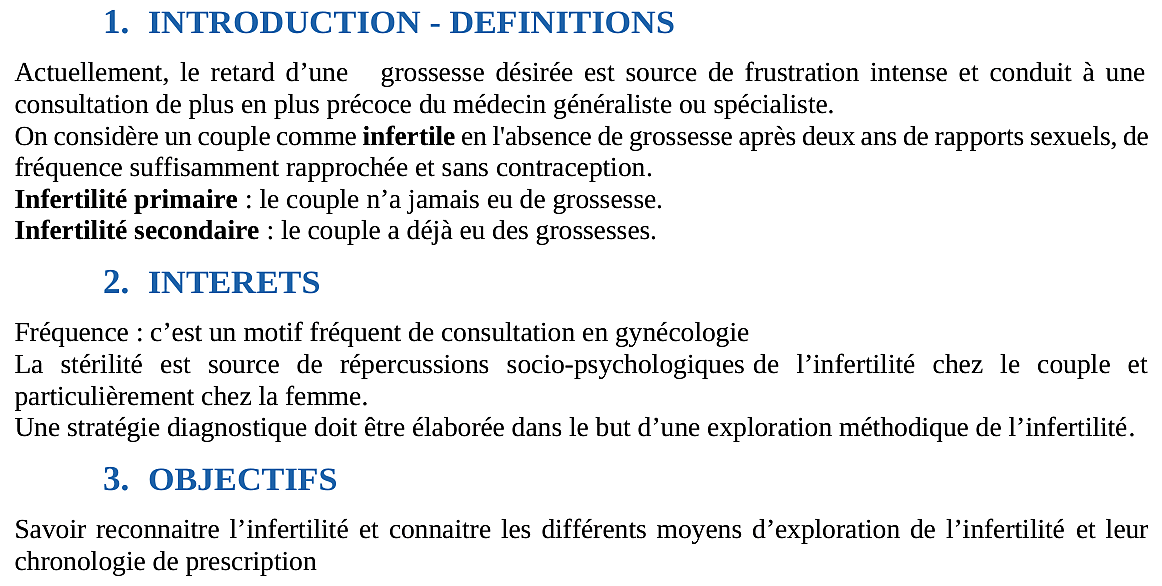 1. INTRODUCTION - DEFINITIONS
Actuellement, le retard d’une grossesse désirée est source de frustration intense et conduit à une
consultation de plus en plus précoce du médecin généraliste ou spécialiste.
On considère un couple comme infertile en l'absence de grossesse après deux ans de rapports sexuels, de
fréquence suffisamment rapprochée et sans contraception.
Infertilité primaire : le couple n’a jamais eu de grossesse.
Infertilité secondaire : le couple a déjà eu des grossesses.
2. INTERETS
Fréquence : c’est un motif fréquent de consultation en gynécologie
La stérilité est source de répercussions socio-psychologiques de l’infertilité chez le couple et
particulièrement chez la femme.
Une stratégie diagnostique doit être élaborée dans le but d’une exploration méthodique de l’infertilité.
3. OBJECTIFS
Savoir reconnaitre l’infertilité et connaitre les différents moyens d’exploration de l’infertilité et leur
chronologie de prescription